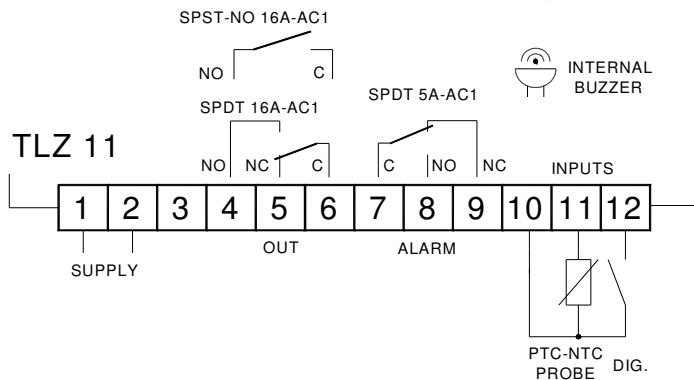 SPST-NO 16A-AC1
NO C
INTERNAL
BUZZER
SPDT 16A-AC1 SPDT 5A-AC1
TLZ 11
NO NC C C NO NC INPUTS
1 2 3 4 5 6 7 8 9 10 11 12
SUPPLY OUT ALARM
PTC-NTC
PROBE DIG.